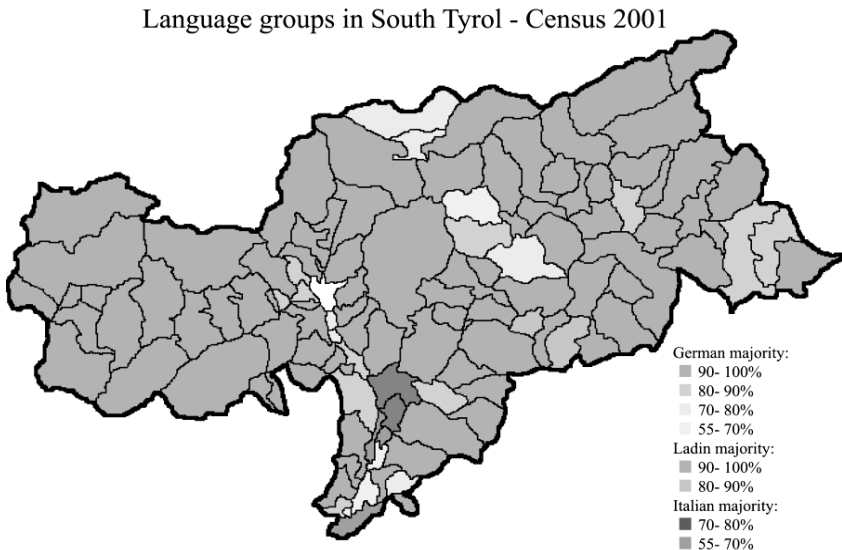 Language groups in South Tyrol - Census 2001
German majority:
90- 100%
80- 90%
70- 80%
55- 70%
Ladin majority:
90- 100%
80- 90%
Italian majority:
70- 80%
55- 70%